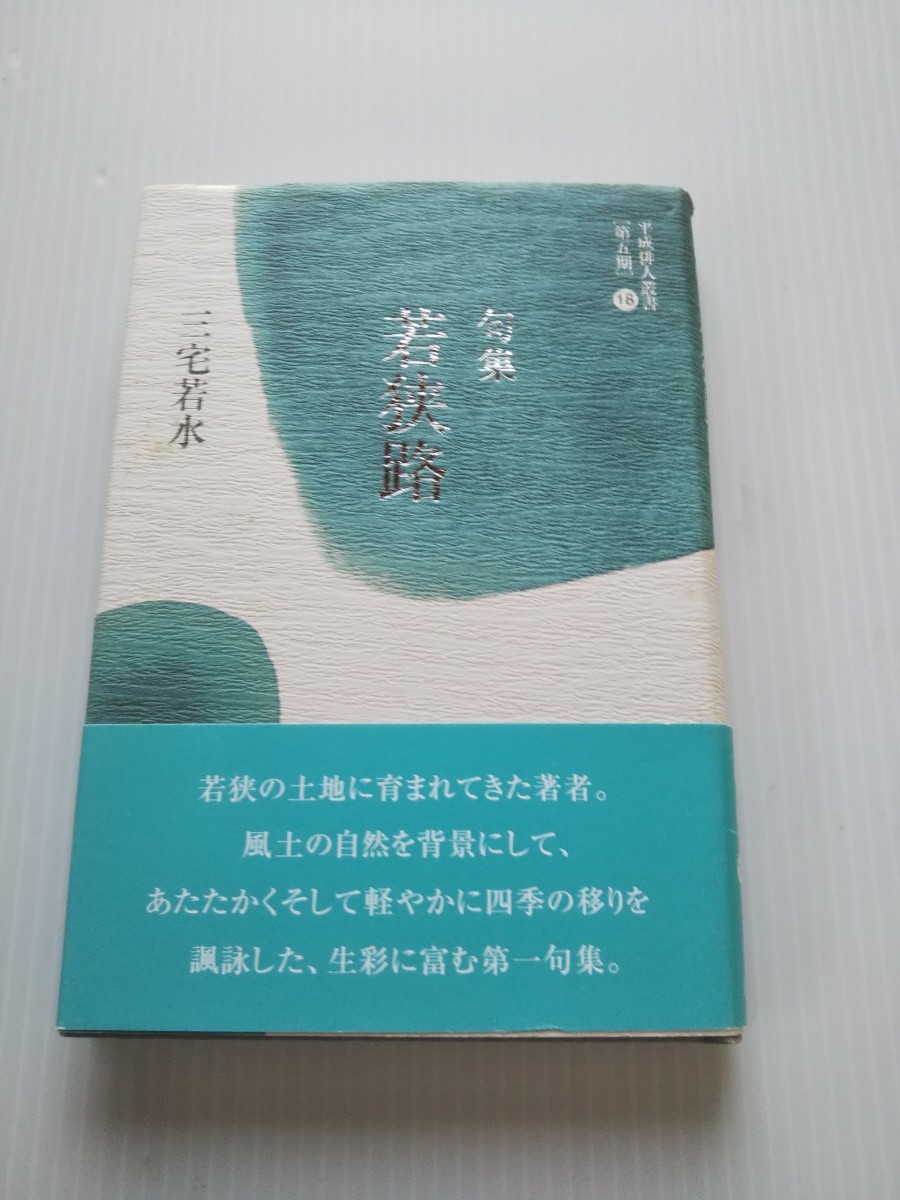 平成俳人叢書
[第五期] 18
句集
若狭路
三宅若水
若狭の土地に育まれてきた著者。
風土の自然を背景にして、
あたたかくそして軽やかに四季の移りを
諷詠した、生彩に富む第一句集。